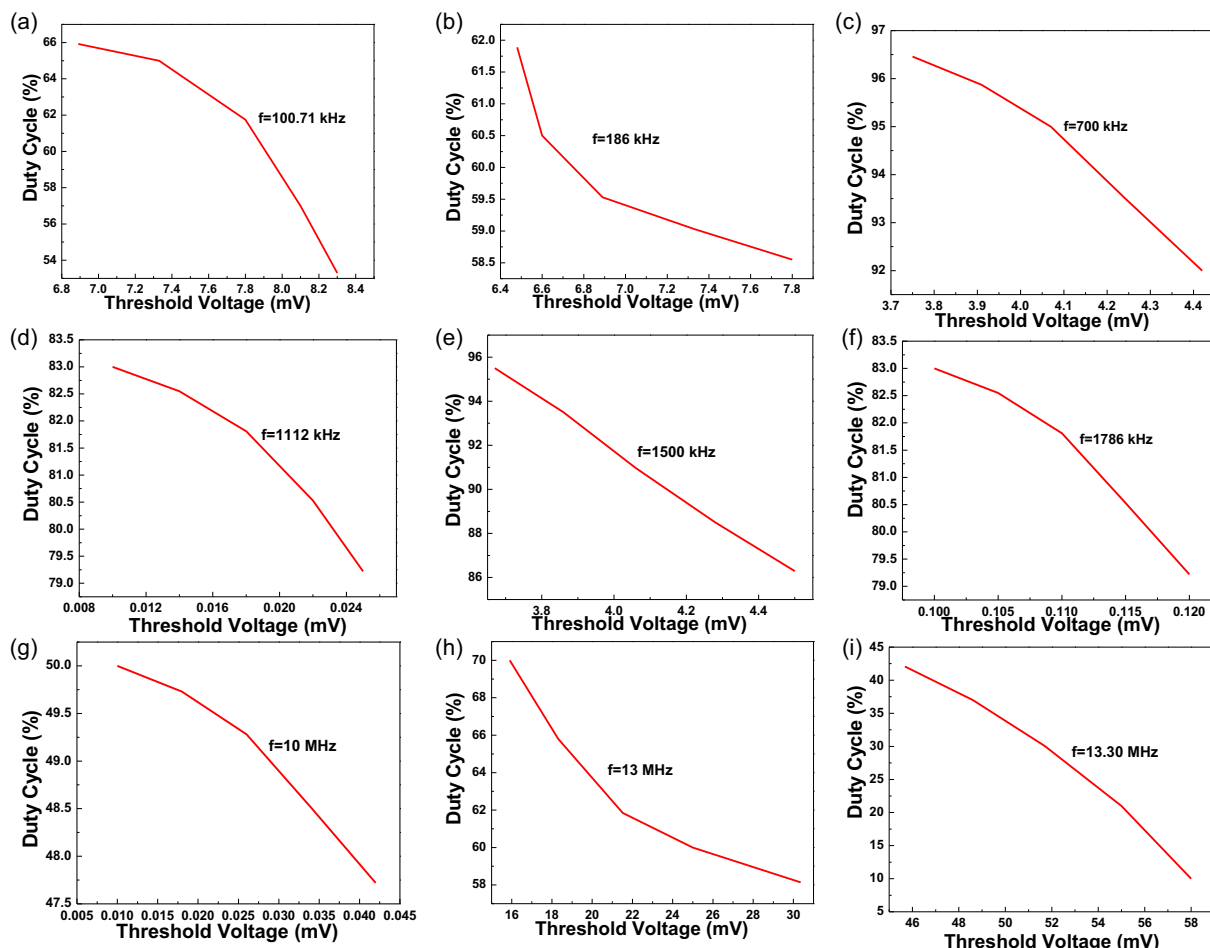 (a)
66
64
62
60
58
56
54
Duty Cycle (%)
f=100.71 kHz
6.8 7.0 7.2 7.4 7.6 7.8 8.0 8.2 8.4
Threshold Voltage (mV)
(b)
62.0
61.5
61.0
60.5
60.0
59.5
59.0
58.5
Duty Cycle (%)
f=186 kHz
6.4 6.6 6.8 7.0 7.2 7.4 7.6 7.8
Threshold Voltage (mV)
(c)
97
96
95
94
93
92
Duty Cycle (%)
f=700 kHz
3.7 3.8 3.9 4.0 4.1 4.2 4.3 4.4
Threshold Voltage (mV)
(d)
83.5
83.0
82.5
82.0
81.5
81.0
80.5
80.0
79.5
79.0
Duty Cycle (%)
f=1112 kHz
0.008 0.012 0.016 0.020 0.024
Threshold Voltage (mV)
(e)
96
94
92
90
88
86
Duty Cycle (%)
f=1500 kHz
3.8 4.0 4.2 4.4
Threshold Voltage (mV)
(f)
83.5
83.0
82.5
82.0
81.5
81.0
80.5
80.0
79.5
79.0
Duty Cycle (%)
f=1786 kHz
0.100 0.105 0.110 0.115 0.120
Threshold Voltage (mV)
(g)
50.0
49.5
49.0
48.5
48.0
47.5
Duty Cycle (%)
f=10 MHz
0.005 0.010 0.015 0.020 0.025 0.030 0.035 0.040 0.045
Threshold Voltage (mV)
(h)
70
68
66
64
62
60
58
Duty Cycle (%)
f=13 MHz
16 18 20 22 24 26 28 30
Threshold Voltage (mV)
(i)
45
40
35
30
25
20
15
10
5
Duty Cycle (%)
f=13.30 MHz
46 48 50 52 54 56 58
Threshold Voltage (mV)